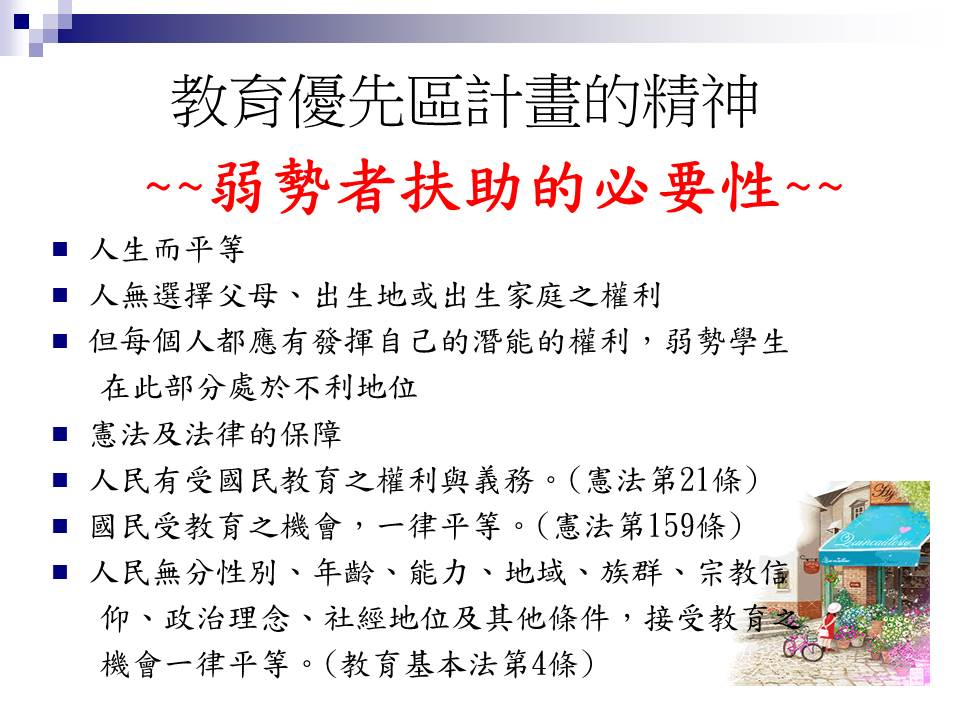 教育優先區計畫的精神
~~弱勢者扶助的必要性~~
人生而平等
人無選擇父母、出生地或出生家庭之權利
但每個人都應有發揮自己的潛能的權利，弱勢學生
在此部分處於不利地位
憲法及法律的保障
人民有受國民教育之權利與義務。(憲法第21條)
國民受教育之機會，一律平等。(憲法第159條)
人民無分性別、年齡、能力、地域、族群、宗教信
仰、政治理念、社經地位及其他條件，接受教育之
機會一律平等。(教育基本法第4條)
Quincaillerie